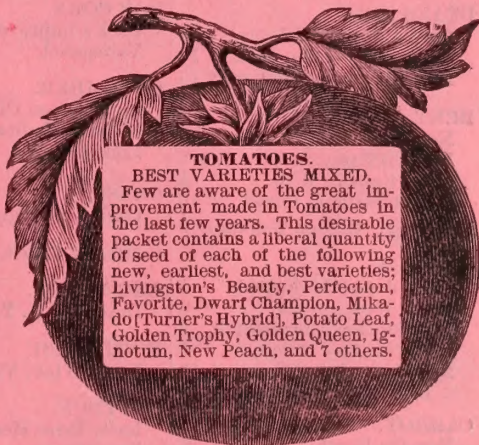 TOMATOES.
BEST VARIETIES MIXED.
Few are aware of the great im-
provement made in Tomatoes in
the last few years. This desirable
packet contains a liberal quantity
of seed of each of the following
new, earliest, and best varieties;
Livingston's Beauty, Perfection,
Favorite, Dwarf Champion, Mika-
do [Turner's Hybrid], Potato Leaf,
Golden Trophy, Golden Queen, Ig-
notum, New Peach, and 7 others.